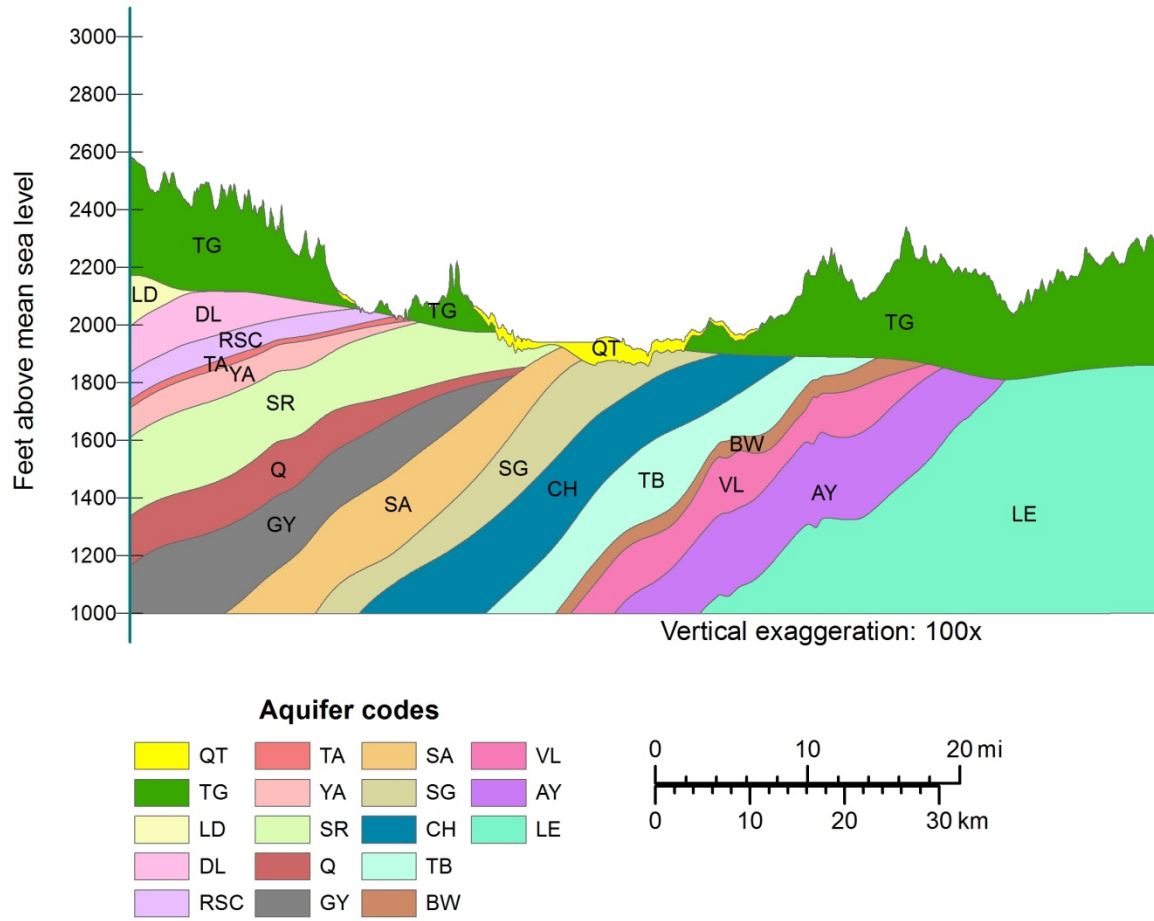 3000
2800
2600
2400
2200
2000
1800
1600
1400
1200
1000
Feet above mean sea level
TG
LD
DL
RSC
TA
YA
SR
Q
GY
SA
TG
QT
SG
CH
TB
BW
VL
AY
TG
LE
Vertical exaggeration: 100x
Aquifer codes
QT TA SA VL
TG YA SG AY
LD SR CH LE
DL Q TB
RSC GY BW
0 10 20 mi
0 10 20 30 km